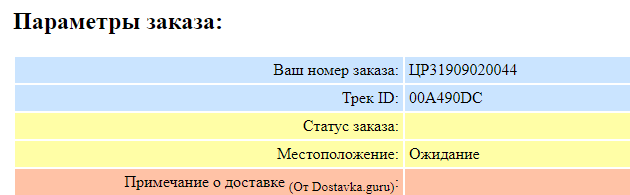 Параметры заказа:
Ваш номер заказа: ЦР31909020044
Трек ID: 00A490DC
Статус заказа:
Местоположение: Ожидание
Примечание о доставке (От Dostavka.guru):